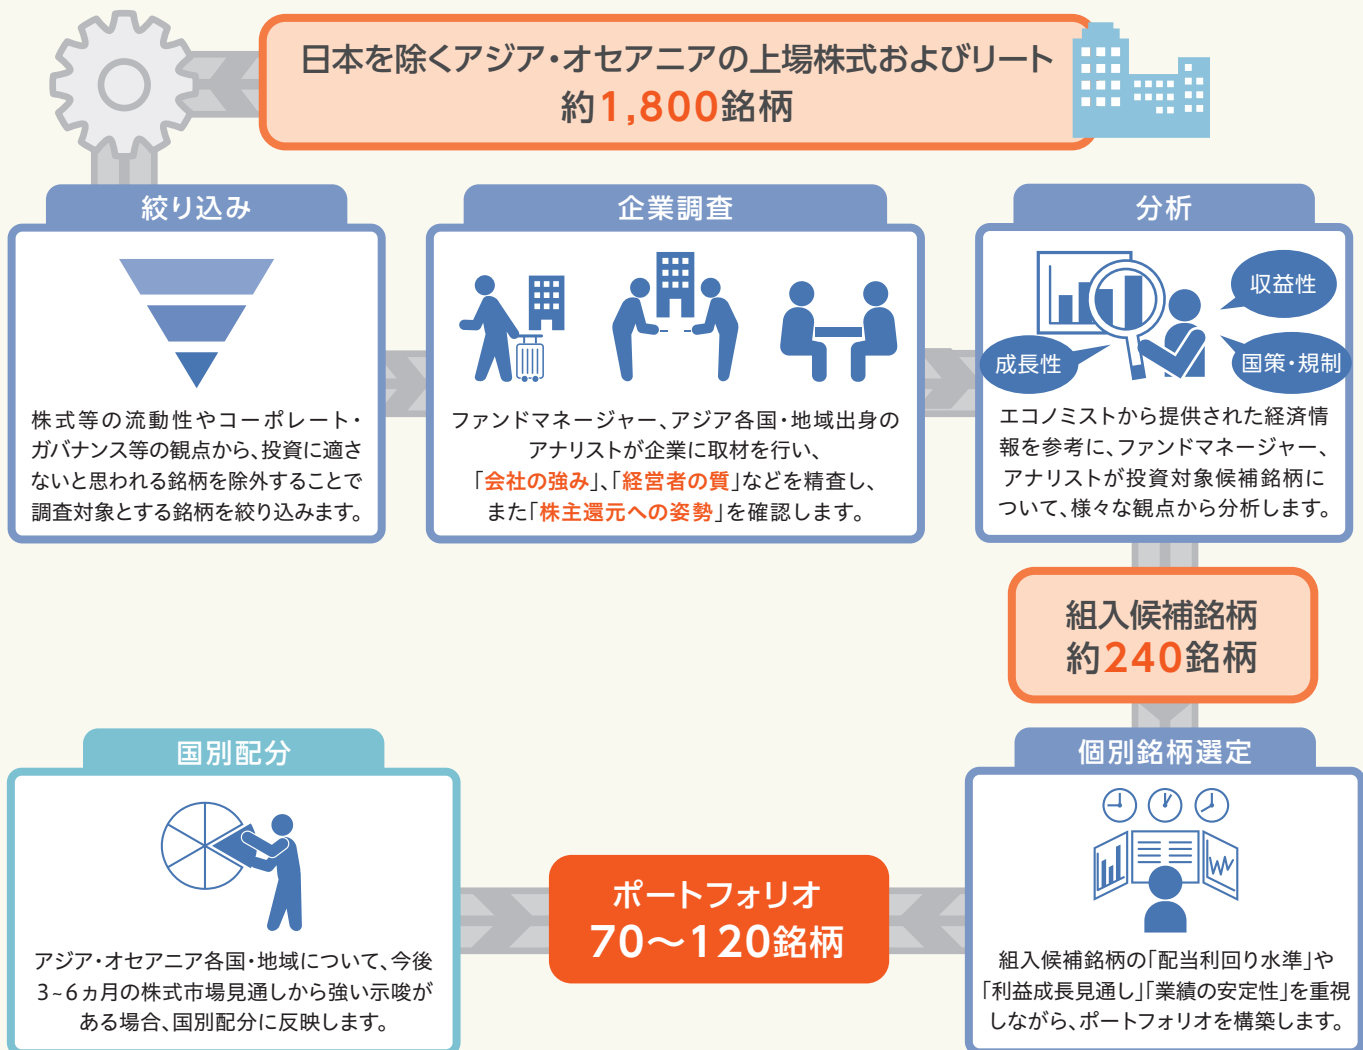 日本を除くアジア・オセアニアの上場株式およびリート
約1,800銘柄
絞り込み
株式等の流動性やコーポレート・
ガバナンス等の観点から、投資に適さ
ないと思われる銘柄を除外することで
調査対象とする銘柄を絞り込みます。
企業調査
ファンドマネージャー、アジア各国・地域出身の
アナリストが企業に取材を行い、
「会社の強み」、「経営者の質」などを精査し、
また「株主還元への姿勢」を確認します。
分析
収益性
成長性
国策・規制
エコノミストから提供された経済情
報を参考に、ファンドマネージャー、
アナリストが投資対象候補銘柄に
ついて、様々な観点から分析します。
組入候補銘柄
約240銘柄
個別銘柄選定
組入候補銘柄の「配当利回り水準」や
「利益成長見通し」「業績の安定性」を重視
しながら、ポートフォリオを構築します。
ポートフォリオ
70〜120銘柄
国別配分
アジア・オセアニア各国・地域について、今後
3~6ヵ月の株式市場見通しから強い示唆が
ある場合、国別配分に反映します。